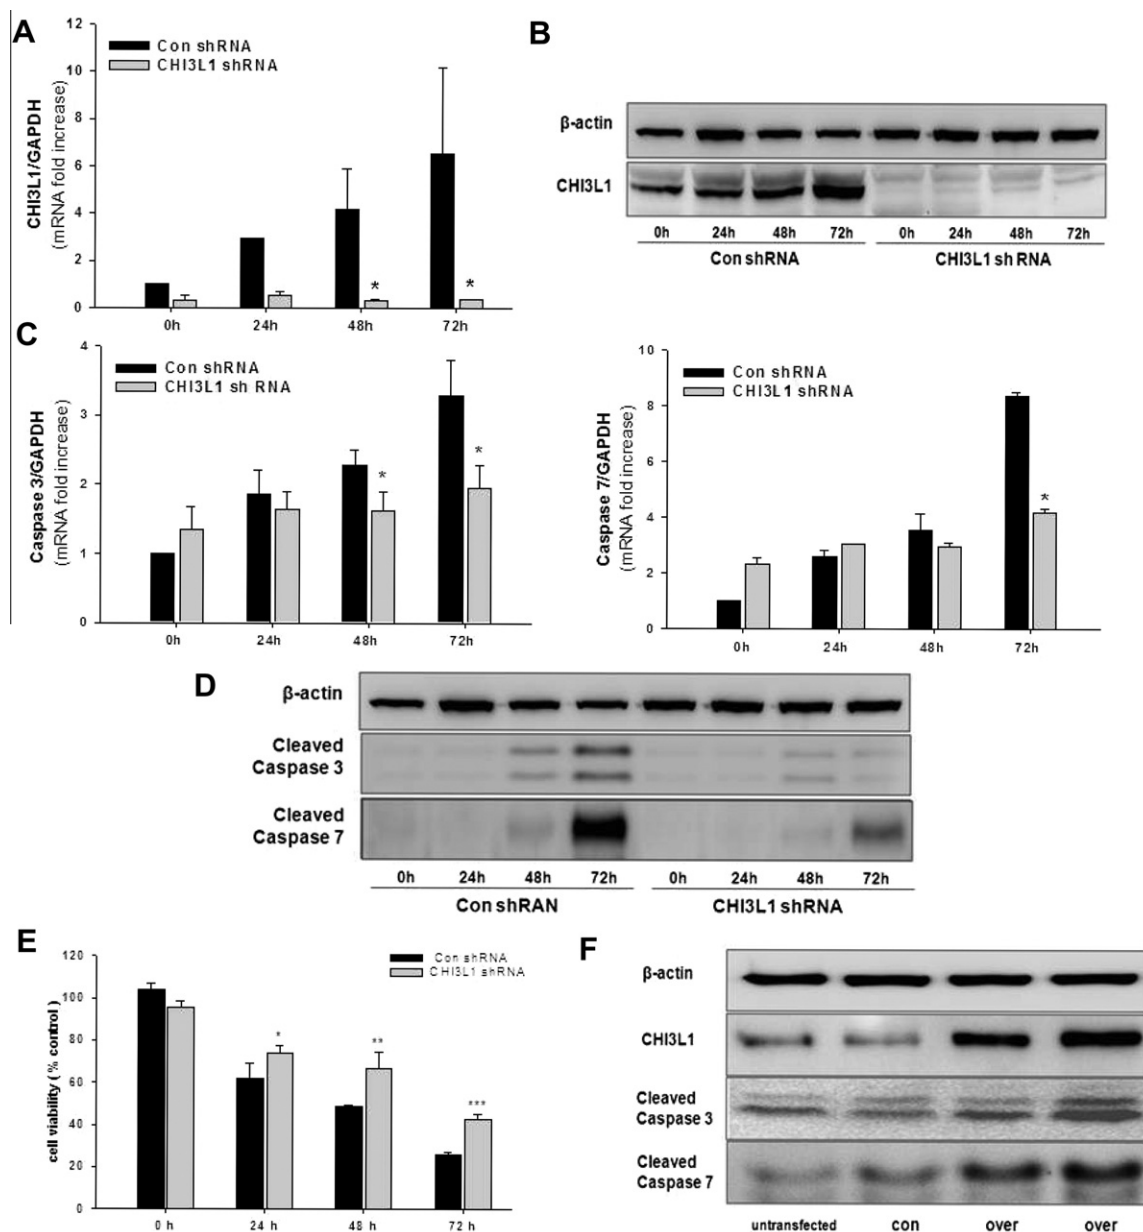 A
CHI3L1/GAPDH
(mRNA fold increase)
12
10
8
6
4
2
0
Con shRNA
CHI3L1 shRNA
*
*
0h 24h 48h 72h
B
β-actin
CHI3L1
0h 24h 48h 72h 0h 24h 48h 72h
Con shRNA CHI3L1 sh RNA
C
Caspase 3/GAPDH
(mRNA fold increase)
4
3
2
1
0
Con shRNA
CHI3L1 sh RNA
*
*
0h 24h 48h 72h
Caspase 7/GAPDH
(mRNA fold increase)
10
8
6
4
2
0
Con shRNA
CHI3L1 shRNA
*
0h 24h 48h 72h
D
β-actin
Cleaved
Caspase 3
Cleaved
Caspase 7
0h 24h 48h 72h 0h 24h 48h 72h
Con shRAN CHI3L1 shRNA
E
cell viability ( % control )
120
100
80
60
40
20
0
Con shRNA
CHI3L1 shRNA
*
**
***
0 h 24 h 48 h 72 h
F
β-actin
CHI3L1
Cleaved
Caspase 3
Cleaved
Caspase 7
untransfected con over over